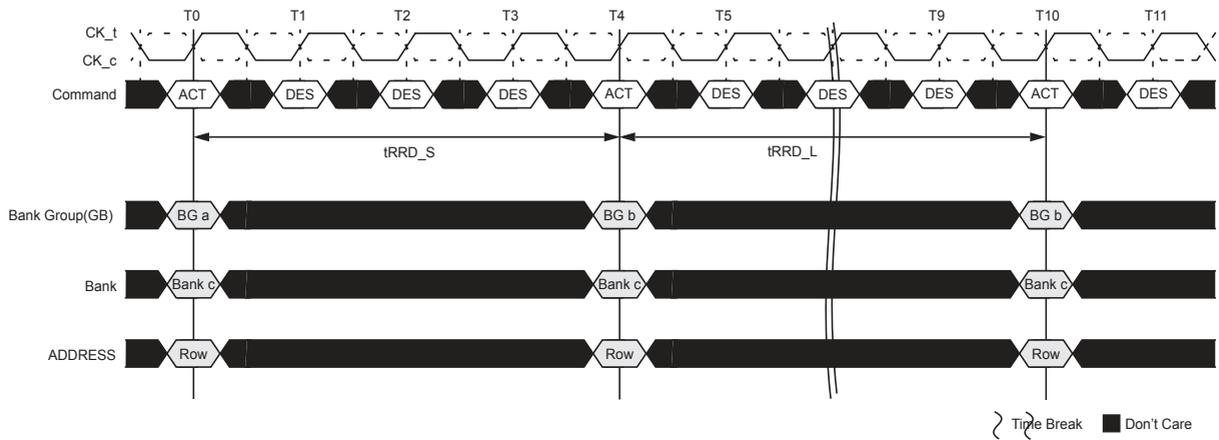 T0 T1 T2 T3 T4 T5 T9 T10 T11
CK_t
CK_c
Command ACT DES DES DES ACT DES DES DES ACT DES
tRRD_S tRRD_L
Bank Group(GB) BG a BG b BG b
Bank Bank c Bank c Bank c
ADDRESS Row Row Row
Time Break Don't Care